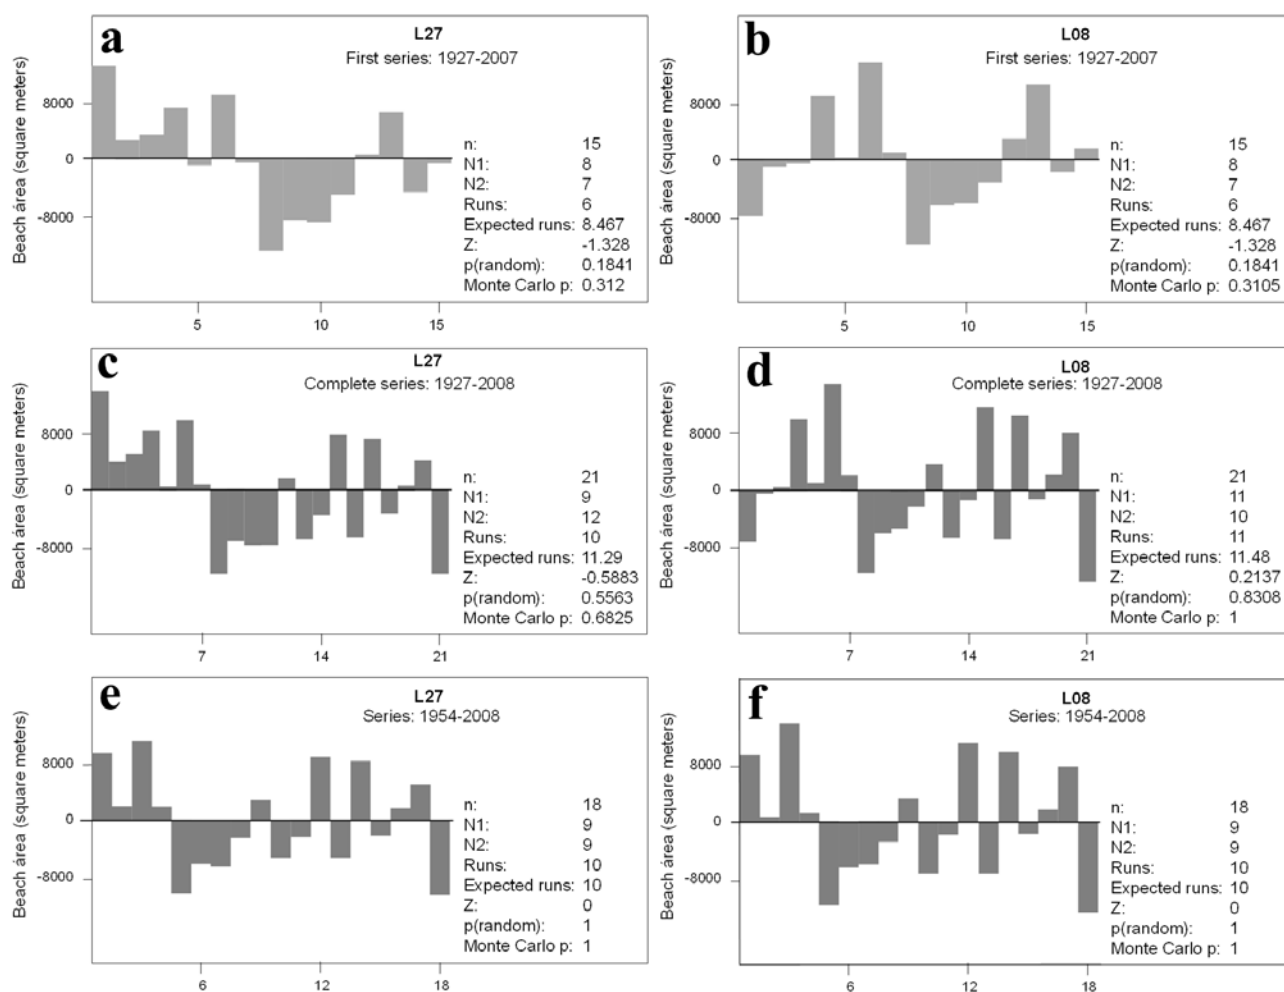 a
L27
First series: 1927-2007
Beach área (square meters)
8000
0
-8000
n: 15
N1: 8
N2: 7
Runs: 6
Expected runs: 8.467
Z: -1.328
p(random): 0.1841
Monte Carlo p: 0.312
5 10 15
b
L08
First series: 1927-2007
Beach área (square meters)
8000
0
-8000
n: 15
N1: 8
N2: 7
Runs: 6
Expected runs: 8.467
Z: -1.328
p(random): 0.1841
Monte Carlo p: 0.3105
5 10 15
c
L27
Complete series: 1927-2008
Beach área (square meters)
8000
0
-8000
n: 21
N1: 9
N2: 12
Runs: 10
Expected runs: 11.29
Z: -0.5883
p(random): 0.5563
Monte Carlo p: 0.6825
7 14 21
d
L08
Complete series: 1927-2008
Beach área (square meters)
8000
0
-8000
n: 21
N1: 11
N2: 10
Runs: 11
Expected runs: 11.48
Z: 0.2137
p(random): 0.8308
Monte Carlo p: 1
7 14 21
e
L27
Series: 1954-2008
Beach área (square meters)
8000
0
-8000
n: 18
N1: 9
N2: 9
Runs: 10
Expected runs: 10
Z: 0
p(random): 1
Monte Carlo p: 1
6 12 18
f
L08
Series: 1954-2008
Beach área (square meters)
8000
0
-8000
n: 18
N1: 9
N2: 9
Runs: 10
Expected runs: 10
Z: 0
p(random): 1
Monte Carlo p: 1
6 12 18